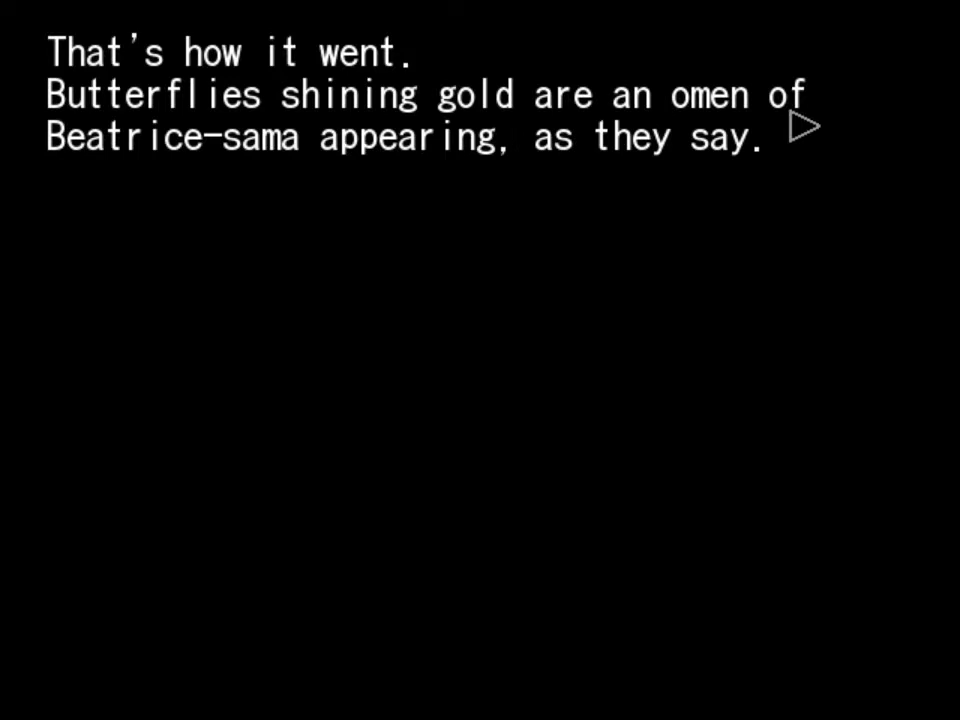 That's how it went.
Butterflies shining gold are an omen of
Beatrice-sama appearing, as they say.